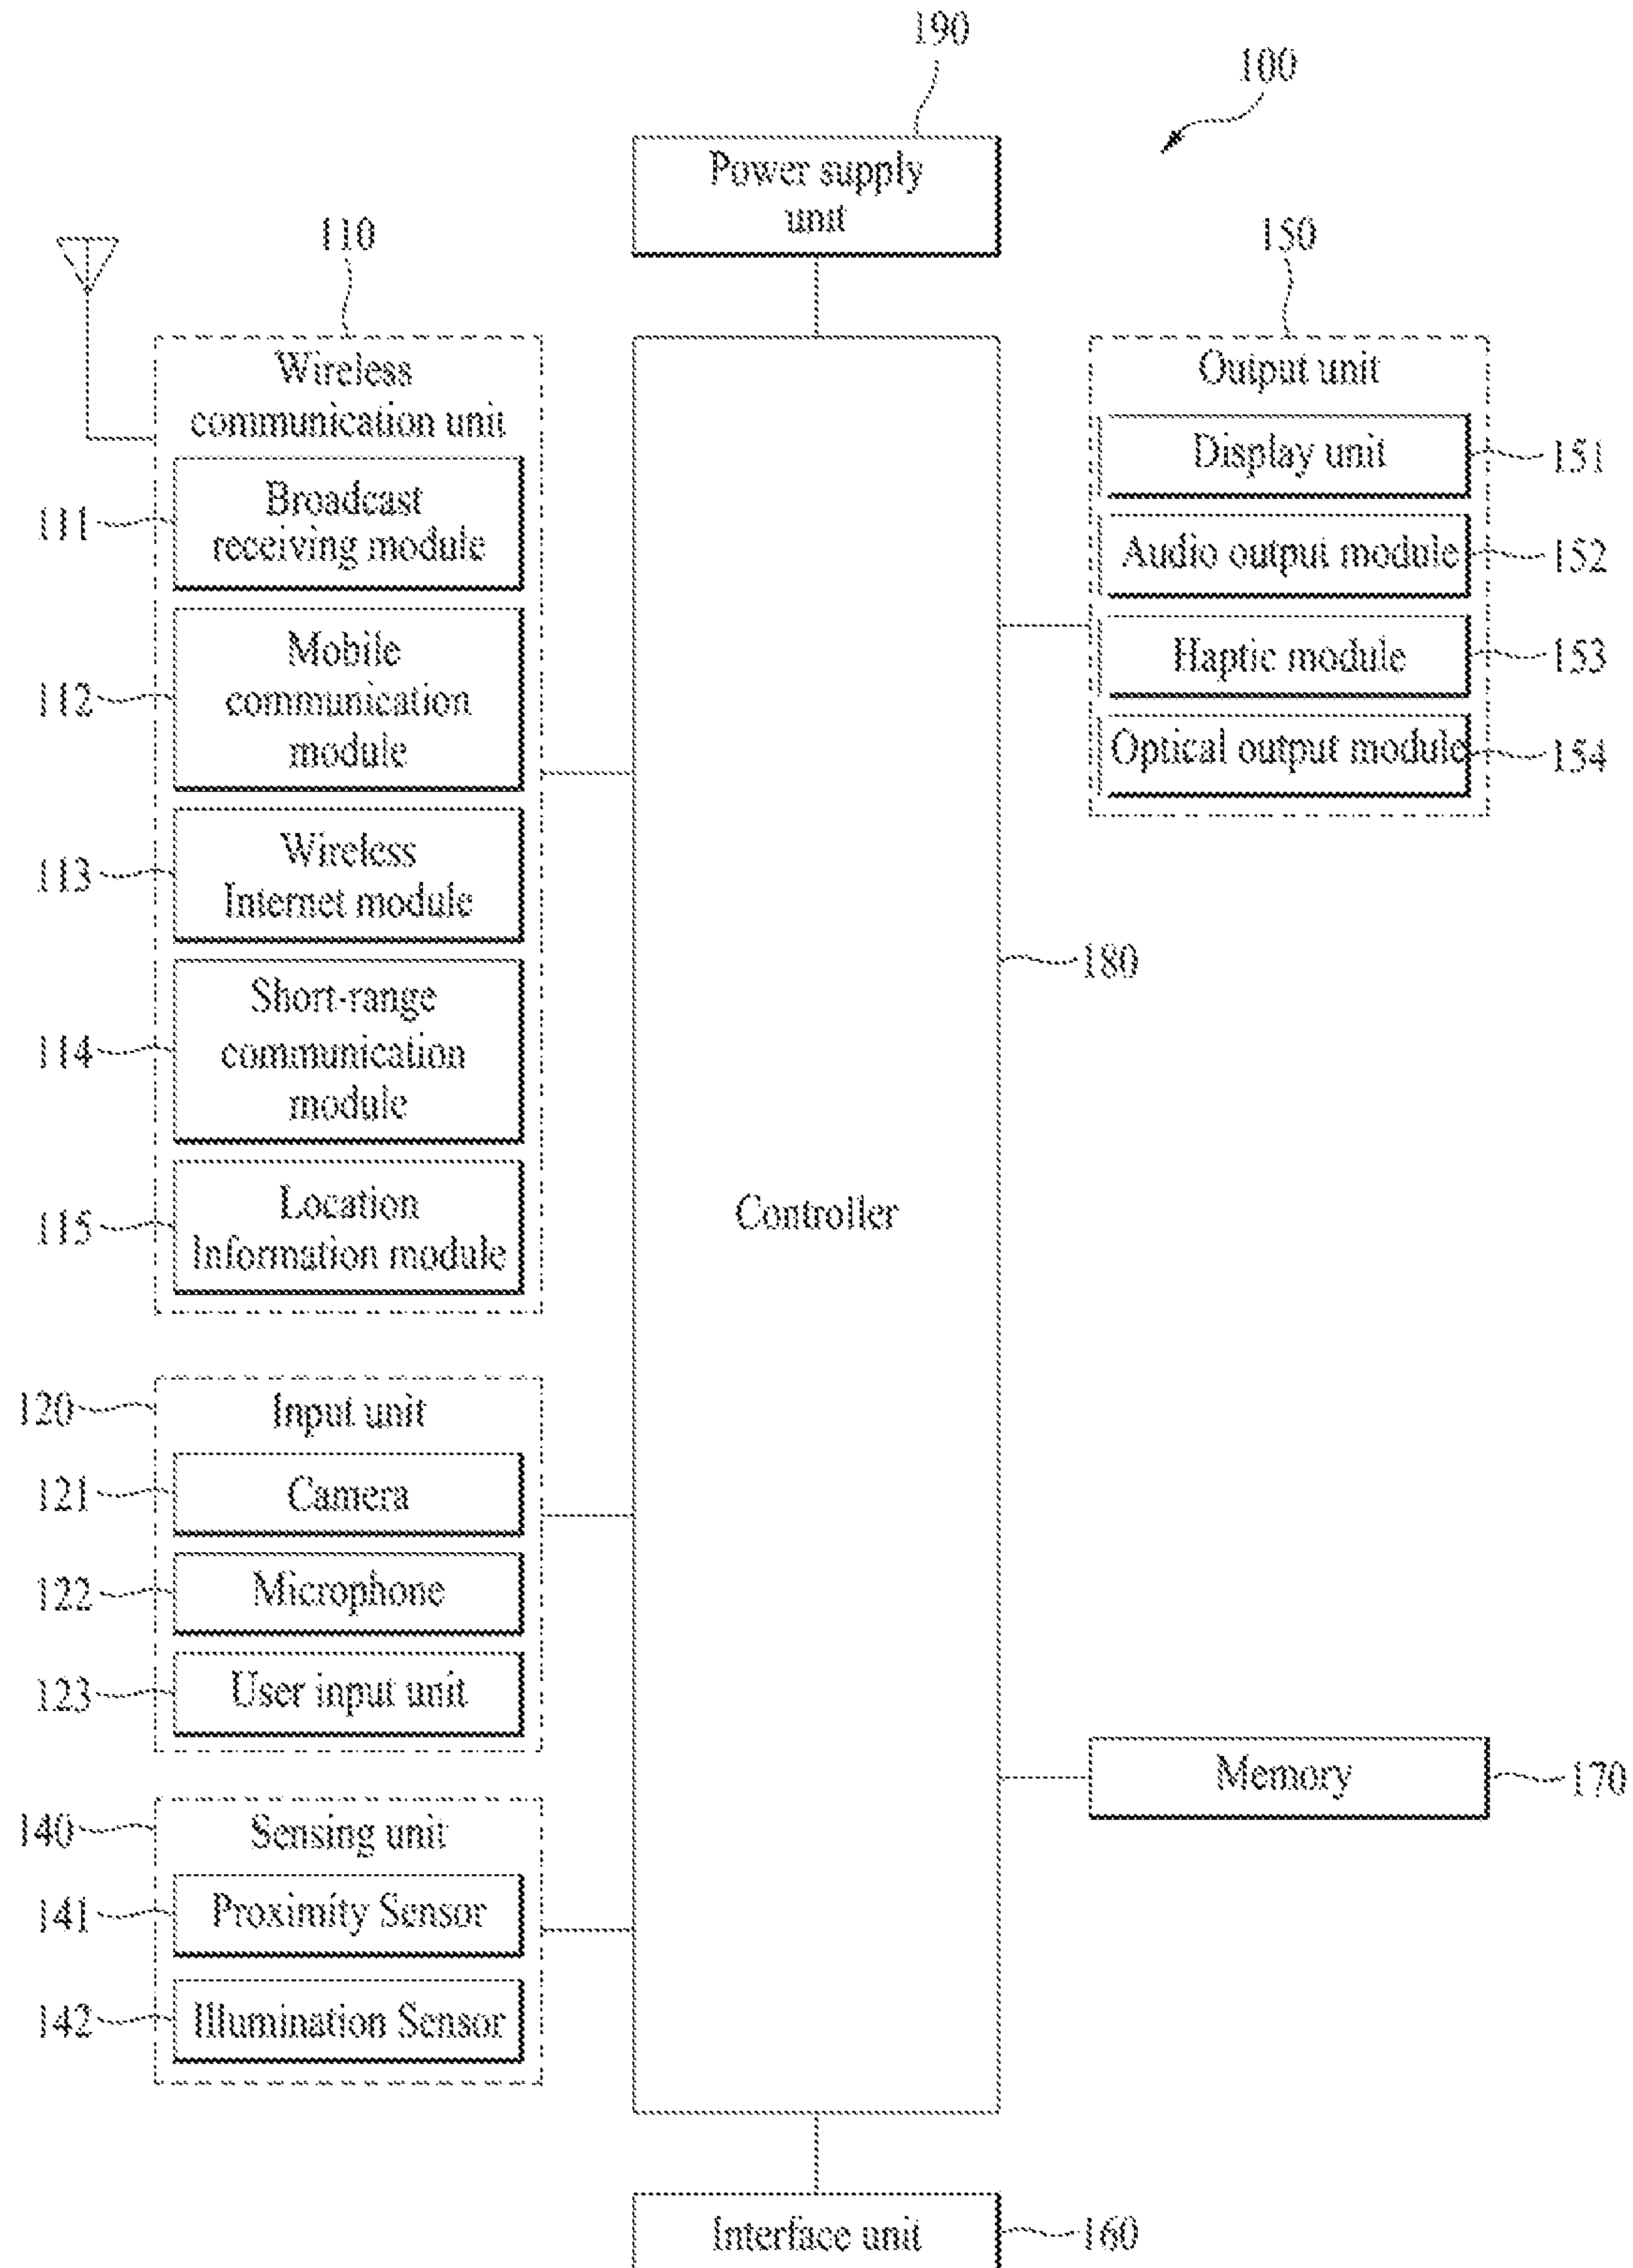 190
100
Power supply
unit
110
150
Wireless
communication unit
111
Broadcast
receiving module
112
Mobile
communication
module
113
Wireless
Internet module
114
Short-range
communication
module
115
Location
Information module
120
Input unit
121
Camera
122
Microphone
123
User input unit
140
Sensing unit
141
Proximity Sensor
142
Illumination Sensor
Controller
180
Output unit
Display unit
151
Audio output module
152
Haptic module
153
Optical output module
154
Memory
170
Interface unit
160